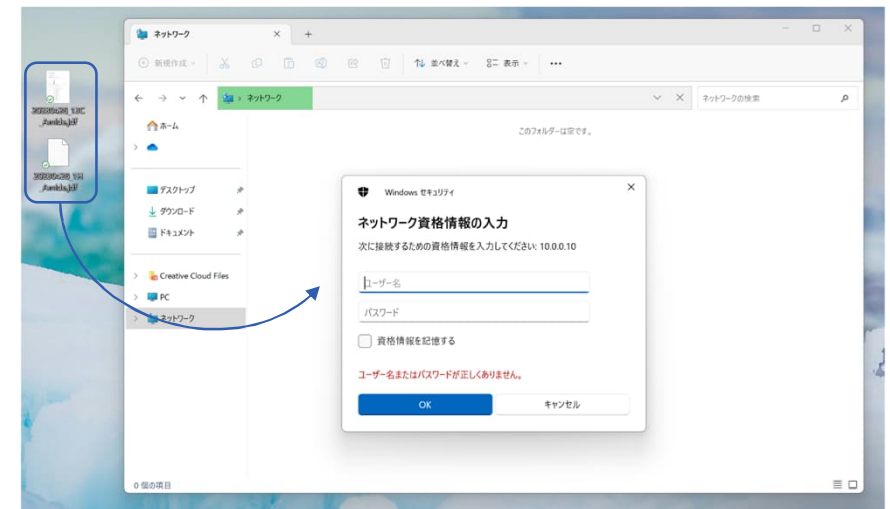 ネットワーク
新規作成
並べ替え
表示
ネットワーク
ネットワークの検索
ホーム
このフォルダーは空です。
デスクトップ
ダウンロード
ドキュメント
Creative Cloud Files
PC
ネットワーク
Windows セキュリティ
ネットワーク資格情報の入力
次に接続するための資格情報を入力してください: 10.0.0.10
ユーザー名
パスワード
資格情報を記憶する
ユーザー名またはパスワードが正しくありません。
OK
キャンセル
0 個の項目